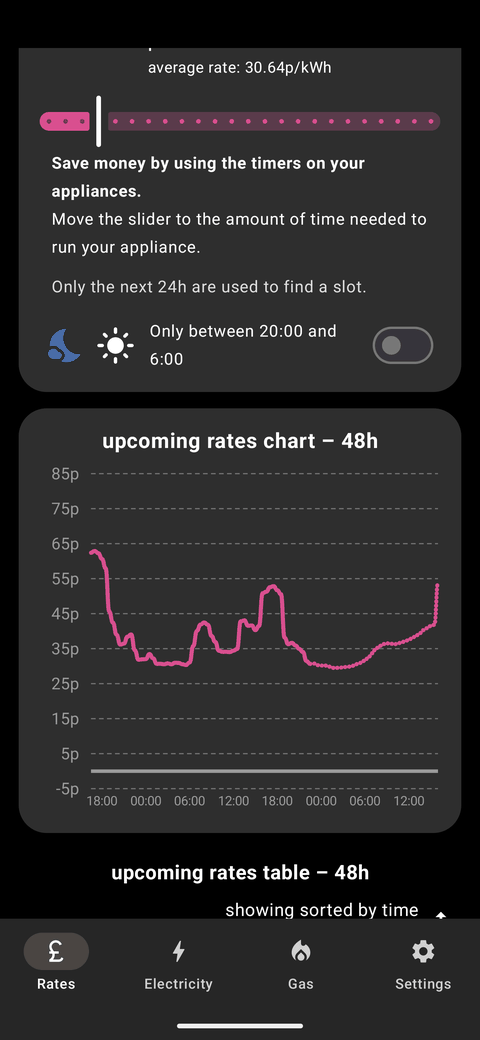 average rate: 30.64p/kWh
Save money by using the timers on your
appliances.
Move the slider to the amount of time needed to
run your appliance.
Only the next 24h are used to find a slot.
Only between 20:00 and
6:00
upcoming rates chart – 48h
85p
75p
65p
55p
45p
35p
25p
15p
5p
-5p
18:00 00:00 06:00 12:00 18:00 00:00 06:00 12:00
upcoming rates table – 48h
showing sorted by time
Rates Electricity Gas Settings